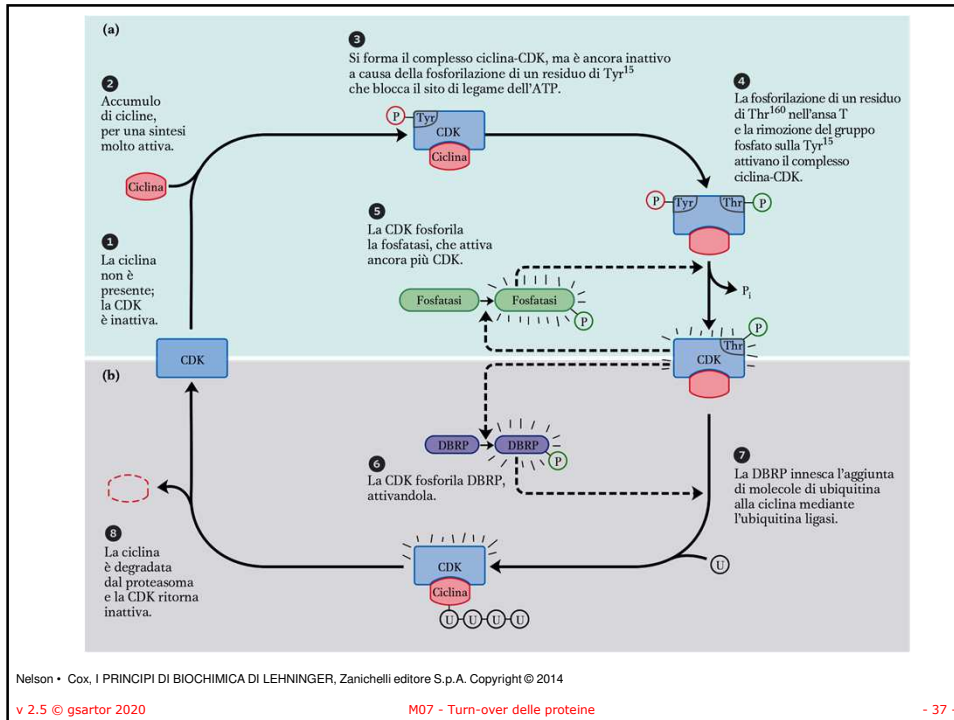 (a)
3
Si forma il complesso ciclina-CDK, ma è ancora inattivo
a causa della fosforilazione di un residuo di Tyr15
che blocca il sito di legame dell'ATP.
2
Accumulo
di cicline,
per una sintesi
molto attiva.
Ciclina
P
Tyr
CDK
Ciclina
4
La fosforilazione di un residuo
di Thr160 nell'ansa T
e la rimozione del gruppo
fosfato sulla Tyr15
attivano il complesso
ciclina-CDK.
P
Tyr
Thr
P
5
La CDK fosforila
la fosfatasi, che attiva
ancora più CDK.
1
La ciclina
non è
presente;
la CDK
è inattiva.
Fosfatasi
Fosfatasi
P
Pi
P
Thr
CDK
CDK
(b)
DBRP
DBRP
P
6
La CDK fosforila DBRP,
attivandola.
7
La DBRP innesca l'aggiunta
di molecole di ubiquitina
alla ciclina mediante
l'ubiquitina ligasi.
8
La ciclina
è degradata
dal proteasoma
e la CDK ritorna
inattiva.
CDK
Ciclina
U
U U U U
Nelson • Cox, I PRINCIPI DI BIOCHIMICA DI LEHNINGER, Zanichelli editore S.p.A. Copyright © 2014
v 2.5 © gsartor 2020
M07 - Turn-over delle proteine
- 37 -